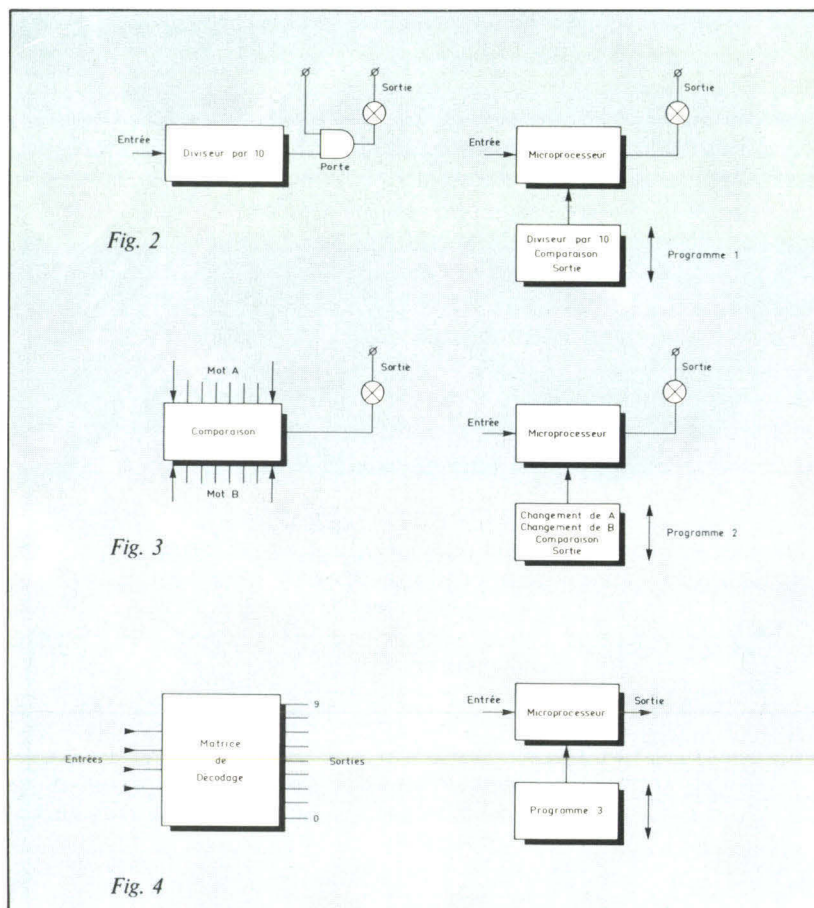 Sortie
Entrée
Diviseur par 10
Porte
Fig. 2
Sortie
Entrée
Microprocesseur
Diviseur par 10
Comparaison
Sortie
Programme 1
Mot A
Sortie
Comparaison
Mot B
Fig. 3
Sortie
Entrée
Microprocesseur
Changement de A
Changement de B
Comparaison
Sortie
Programme 2
9
Entrées
Matrice
de
Décodage
Sorties
0
Fig. 4
Entrée
Microprocesseur
Sortie
Programme 3